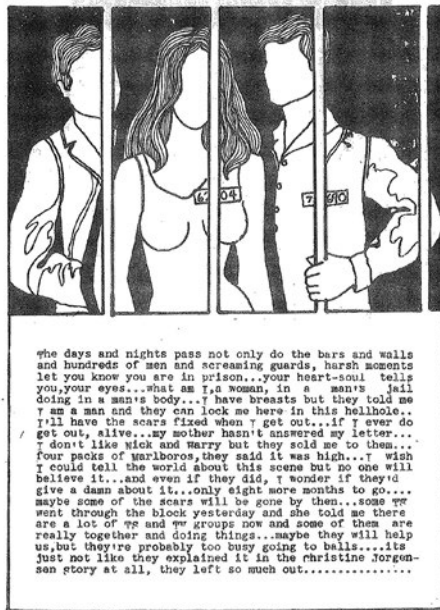 62 04
7 6 0
The days and nights pass not only do the bars and walls
and hundreds of men and screaming guards, harsh moments
let you know you are in prison...your heart-soul tells
you,your eyes...what am I,a woman, in a man's jail
doing in a man's body...I have breasts but they told me
I am a man and they can lock me here in this hellhole..
I'll have the scars fixed when I get out...if I ever do
get out, alive...my mother hasn't answered my letter...
I don't like Nick and Harry but they sold me to them...
four packs of Marlboros,they said it was high...I wish
I could tell the world about this scene but no one will
believe it...and even if they did, I wonder if they'd
give a damn about it...only eight more months to go....
maybe some of the scars will be gone by then...some TV
went through the block yesterday and she told me there
are a lot of TS and TV groups now and some of them are
really together and doing things...maybe they will help
us,but they're probably too busy going to balls....its
just not like they explained it in the Christine Jorgen-
sen story at all, they left so much out...............